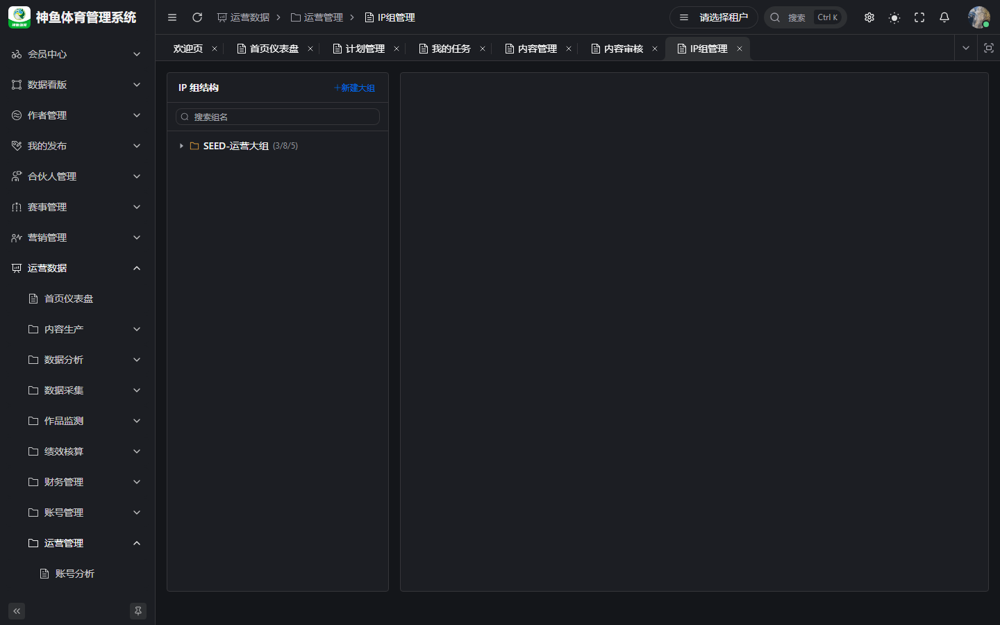 神鱼体育管理系统
运营数据
运营管理
IP组管理
请选择租户
搜索 Ctrl K
欢迎页
首页仪表盘
计划管理
我的任务
内容管理
内容审核
IP组管理
会员中心
数据看版
作者管理
我的发布
合伙人管理
赛事管理
营销管理
运营数据
首页仪表盘
内容生产
数据分析
数据采集
作品监测
绩效核算
财务管理
账号管理
运营管理
账号分析
IP 组结构
+新建大组
搜索组名
SEED-运营大组 (3/8/5)